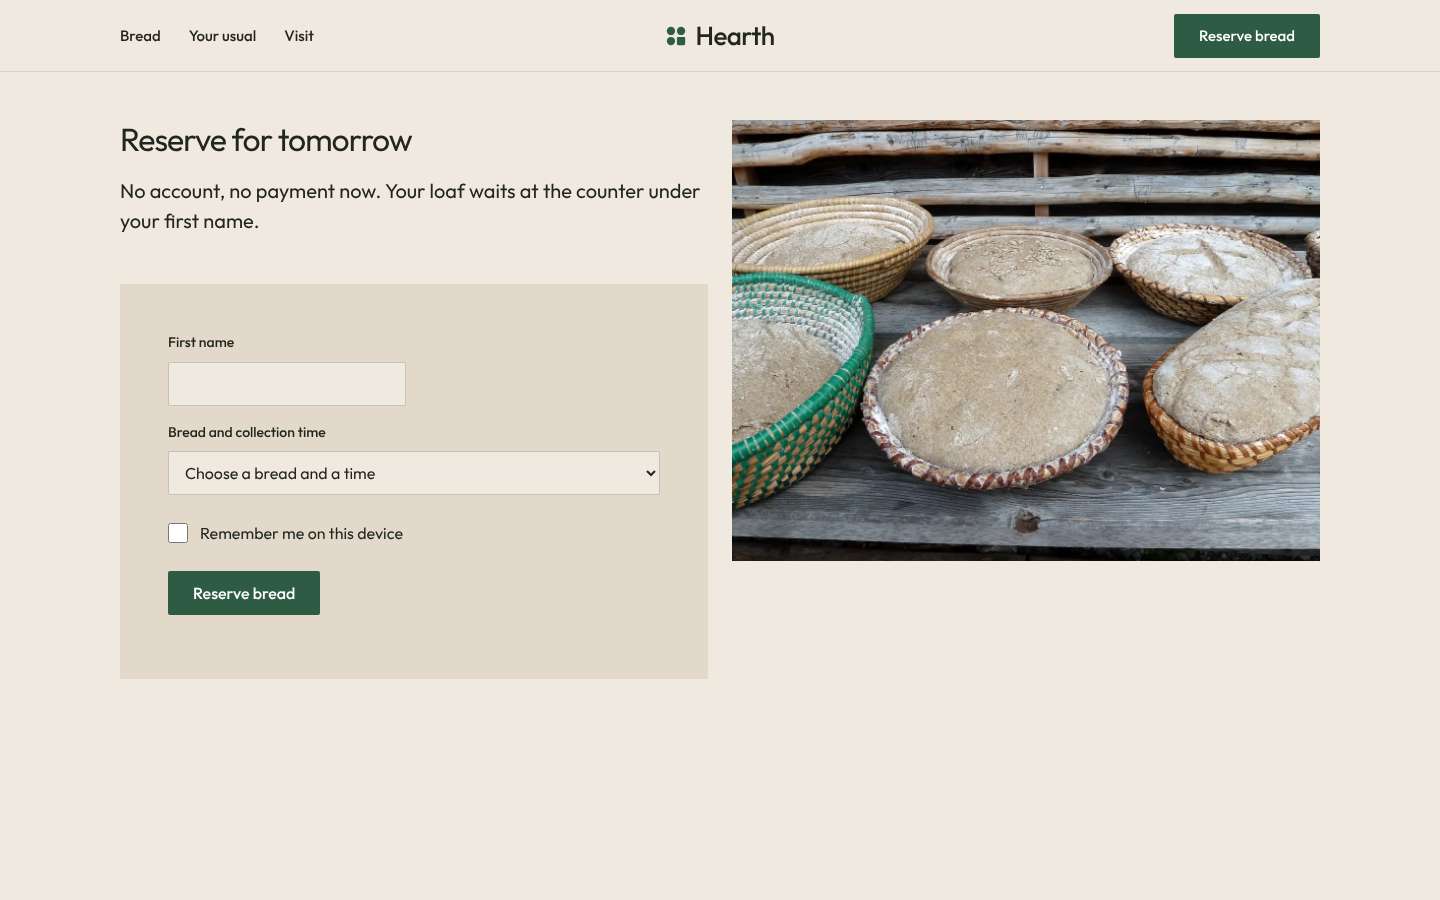 Bread
Your usual
Visit
Hearth
Reserve bread
Reserve for tomorrow
No account, no payment now. Your loaf waits at the counter under
your first name.
First name
Bread and collection time
Choose a bread and a time
Remember me on this device
Reserve bread